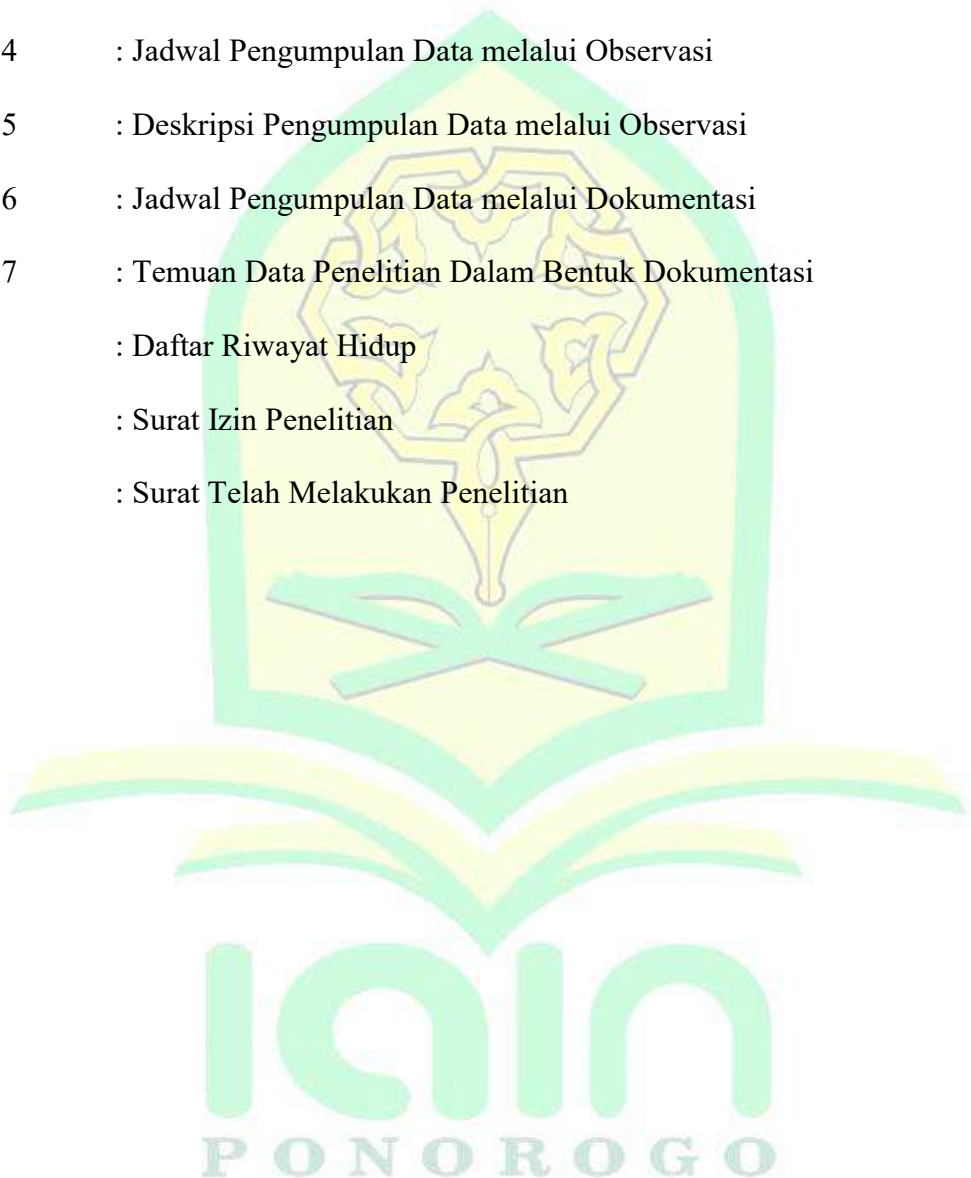 4 : Jadwal Pengumpulan Data melalui Observasi
5 : Deskripsi Pengumpulan Data melalui Observasi
6 : Jadwal Pengumpulan Data melalui Dokumentasi
7 : Temuan Data Penelitian Dalam Bentuk Dokumentasi
: Daftar Riwayat Hidup
: Surat Izin Penelitian
: Surat Telah Melakukan Penelitian
iain
PONOROGO